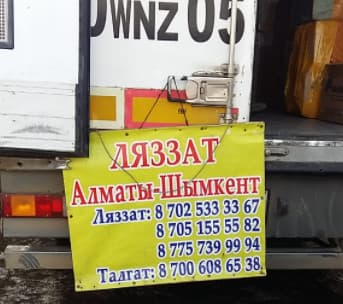 DWNZ 05
ЛЯЗЗАТ
Алматы-Шымкент
Ляззат: 8 702 533 33 67
8 705 155 55 82
8 775 739 99 94
Талгат: 8 700 608 65 38